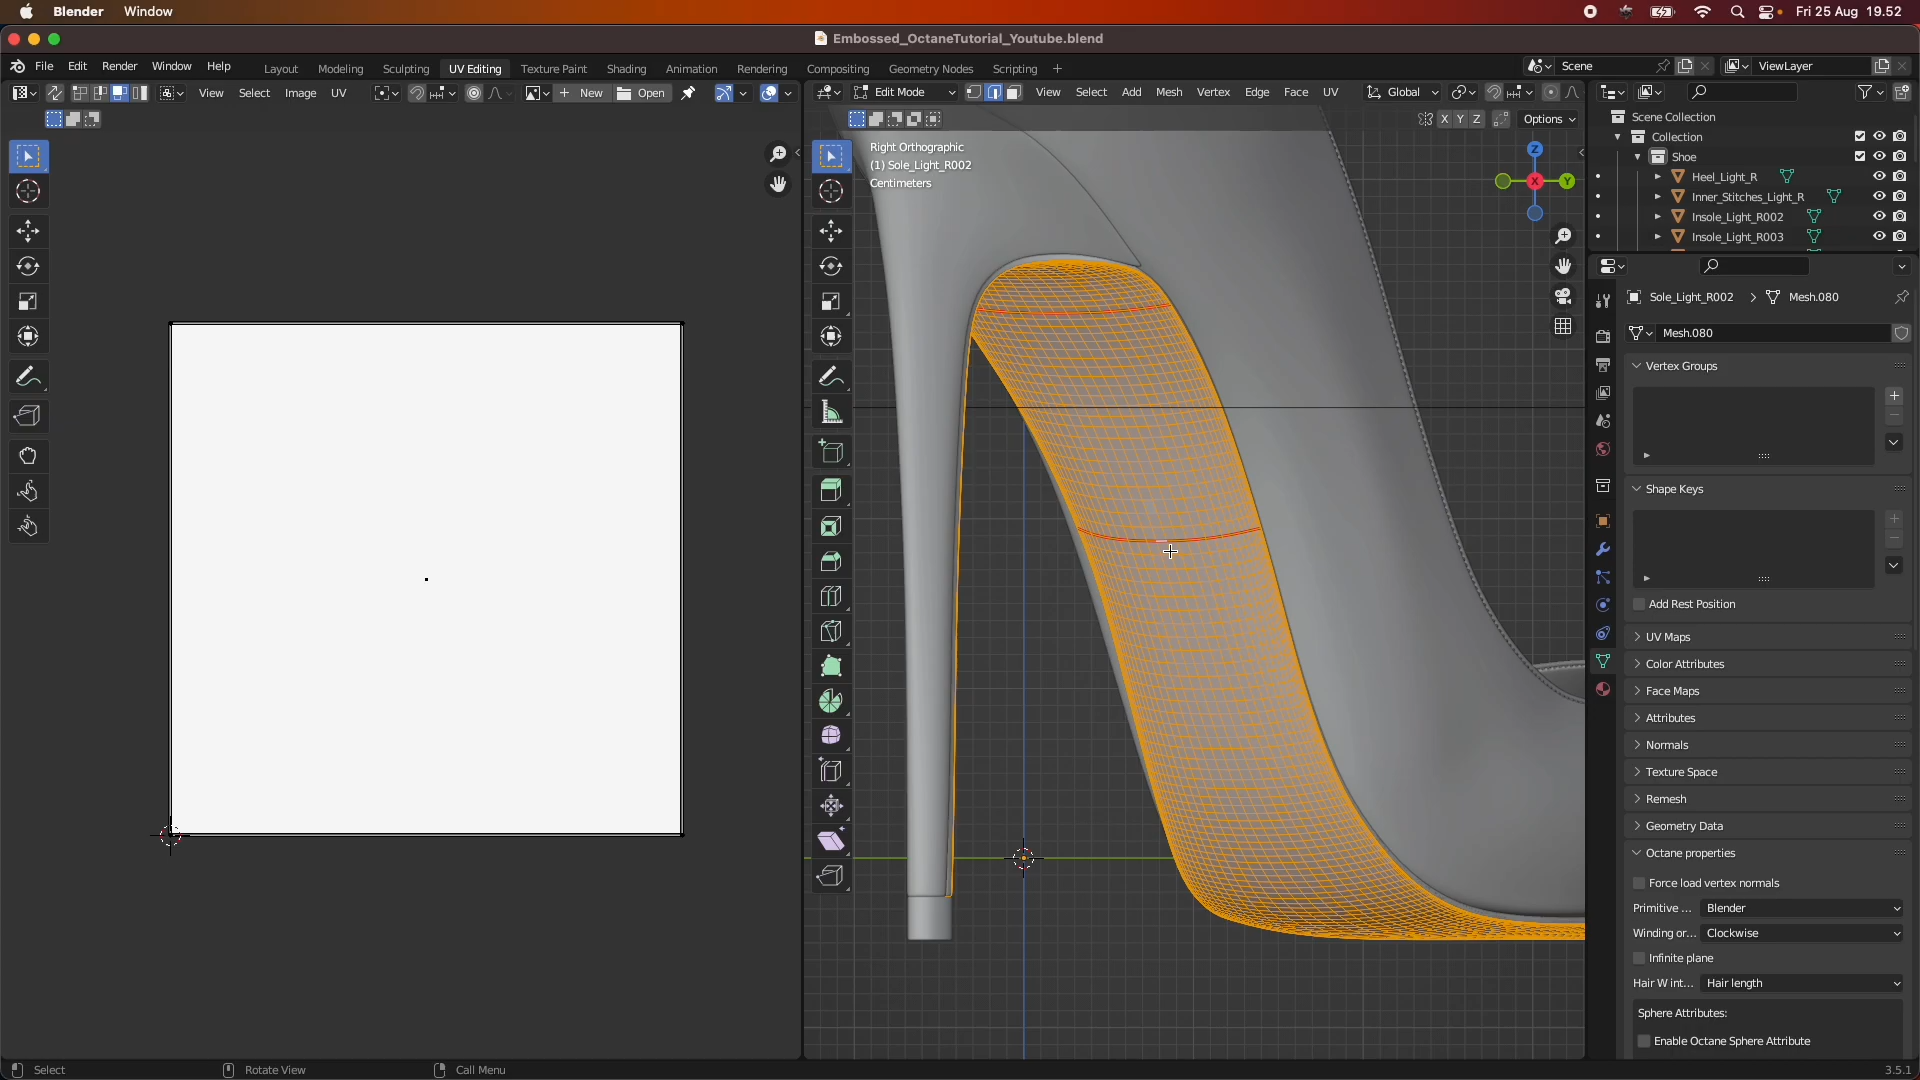 Blender Window Fri 25 Aug 19.52
Embossed_OctaneTutorial_Youtube.blend
File Edit Render Window Help Layout Modeling Sculpting UV Editing Texture Paint Shading Animation Rendering Compositing Geometry Nodes Scripting + Scene ViewLayer
View Select Image UV New Open Edit Mode View Select Add Mesh Vertex Edge Face UV Global
X Y Z Options
Right Orthographic
(1) Sole_Light_R002
Centimeters
Z
X
Y
Scene Collection
Collection
Shoe
Heel_Light_R
Inner_Stitches_Light_R
Insole_Light_R002
Insole_Light_R003
Sole_Light_R002 > Mesh.080
Mesh.080
Vertex Groups
Shape Keys
Add Rest Position
UV Maps
Color Attributes
Face Maps
Attributes
Normals
Texture Space
Remesh
Geometry Data
Octane properties
Force load vertex normals
Primitive ... Blender
Winding or... Clockwise
Infinite plane
Hair W int... Hair length
Sphere Attributes:
Enable Octane Sphere Attribute
Select Rotate View Call Menu 3.5.1